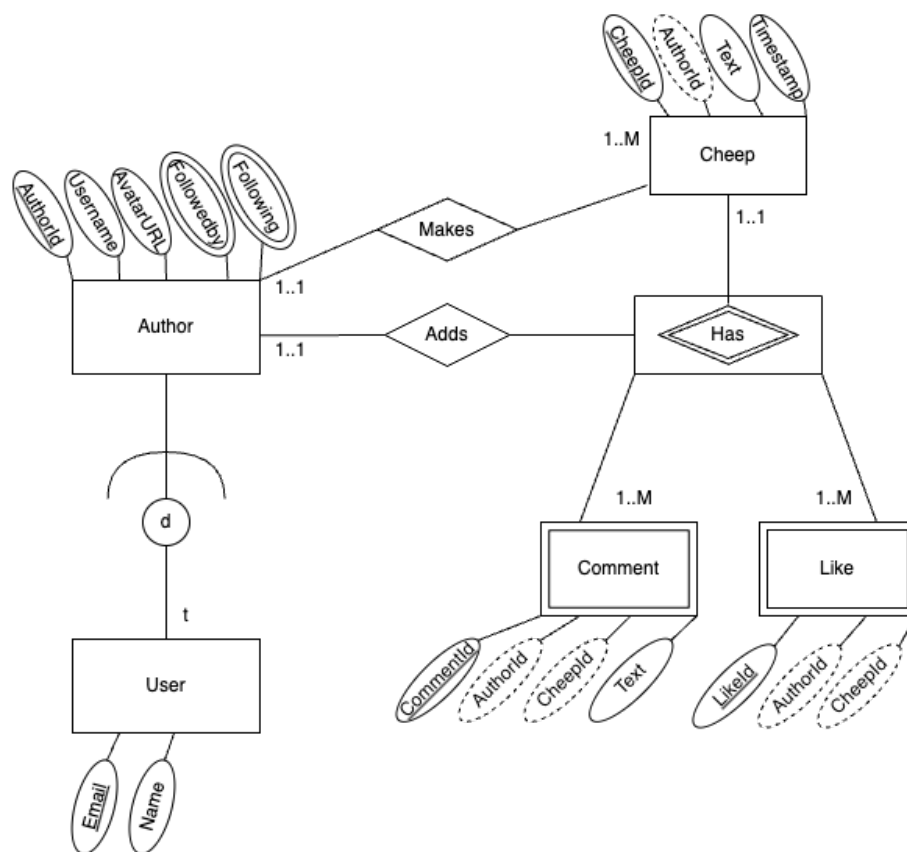 CheepId
AuthorId
Text
Timestamp
1..M
Cheep
AuthorId
Username
AvatarURL
Followedby
Following
1..1
Makes
1..1
Author
1..1
Adds
Has
d
1..M
1..M
Comment
Like
t
User
CommentId
AuthorId
CheepId
Text
LikeId
AuthorId
CheepId
Email
Name